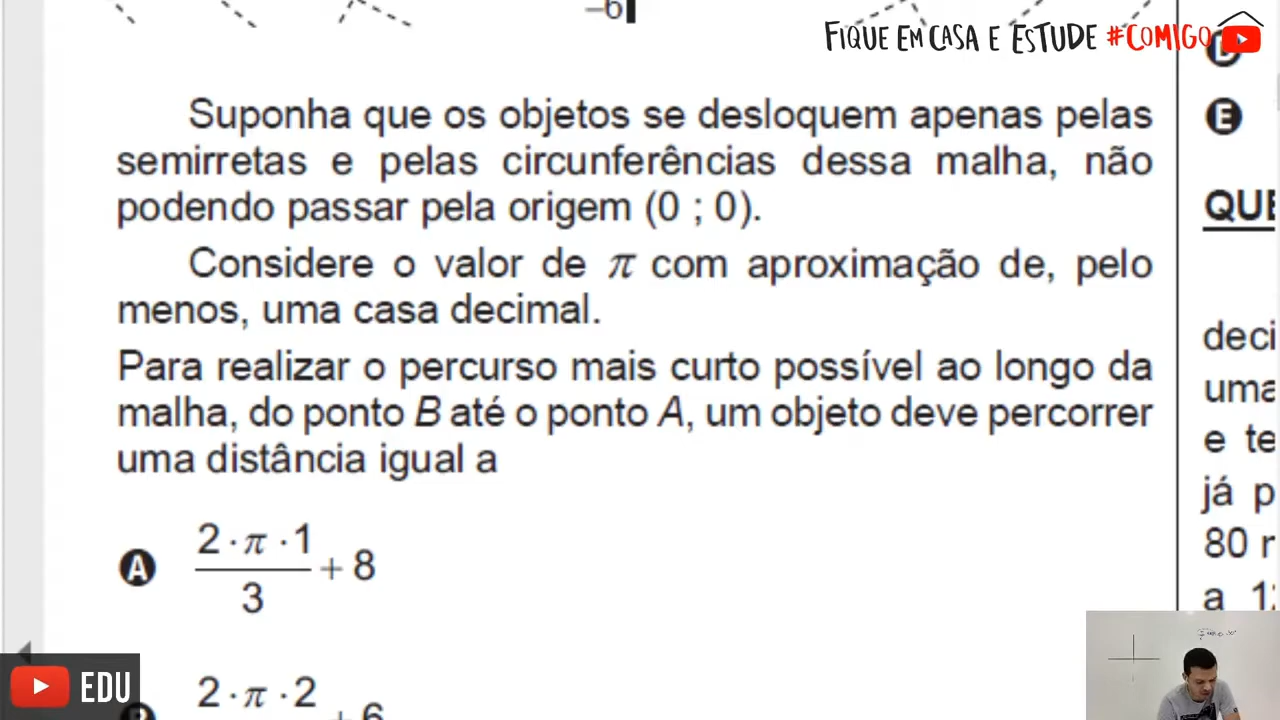 –6
FIQUE EM CASA E ESTUDE #COMIGO
Suponha que os objetos se desloquem apenas pelas
semirretas e pelas circunferências dessa malha, não
podendo passar pela origem (0 ; 0).
Considere o valor de π com aproximação de, pelo
menos, uma casa decimal.
Para realizar o percurso mais curto possível ao longo da
malha, do ponto B até o ponto A, um objeto deve percorrer
uma distância igual a
A 2 · π · 1 / 3 + 8
2 · π · 2 + 6
E
QUE
deci
uma
e te
já p
80 r
a 12
EDU